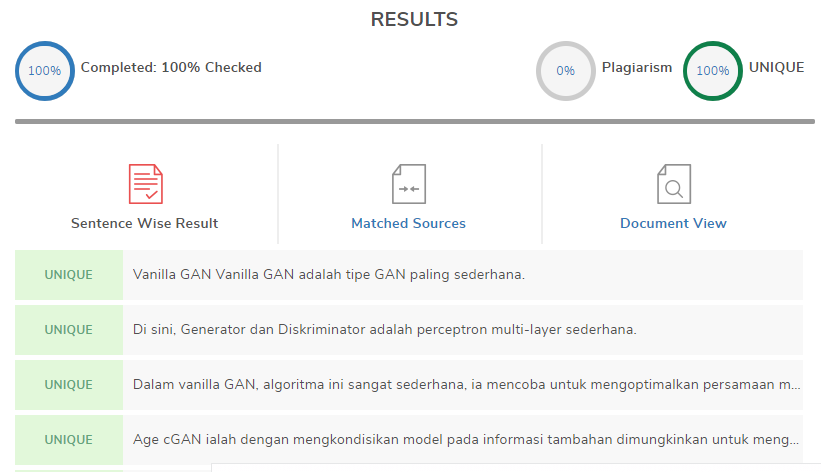 RESULTS
100% Completed: 100% Checked 0% Plagiarism 100% UNIQUE
Sentence Wise Result Matched Sources Document View
UNIQUE Vanilla GAN Vanilla GAN adalah tipe GAN paling sederhana.
UNIQUE Di sini, Generator dan Diskriminator adalah perceptron multi-layer sederhana.
UNIQUE Dalam vanilla GAN, algoritma ini sangat sederhana, ia mencoba untuk mengoptimalkan persamaan m...
UNIQUE Age cGAN ialah dengan mengkondisikan model pada informasi tambahan dimungkinkan untuk meng...